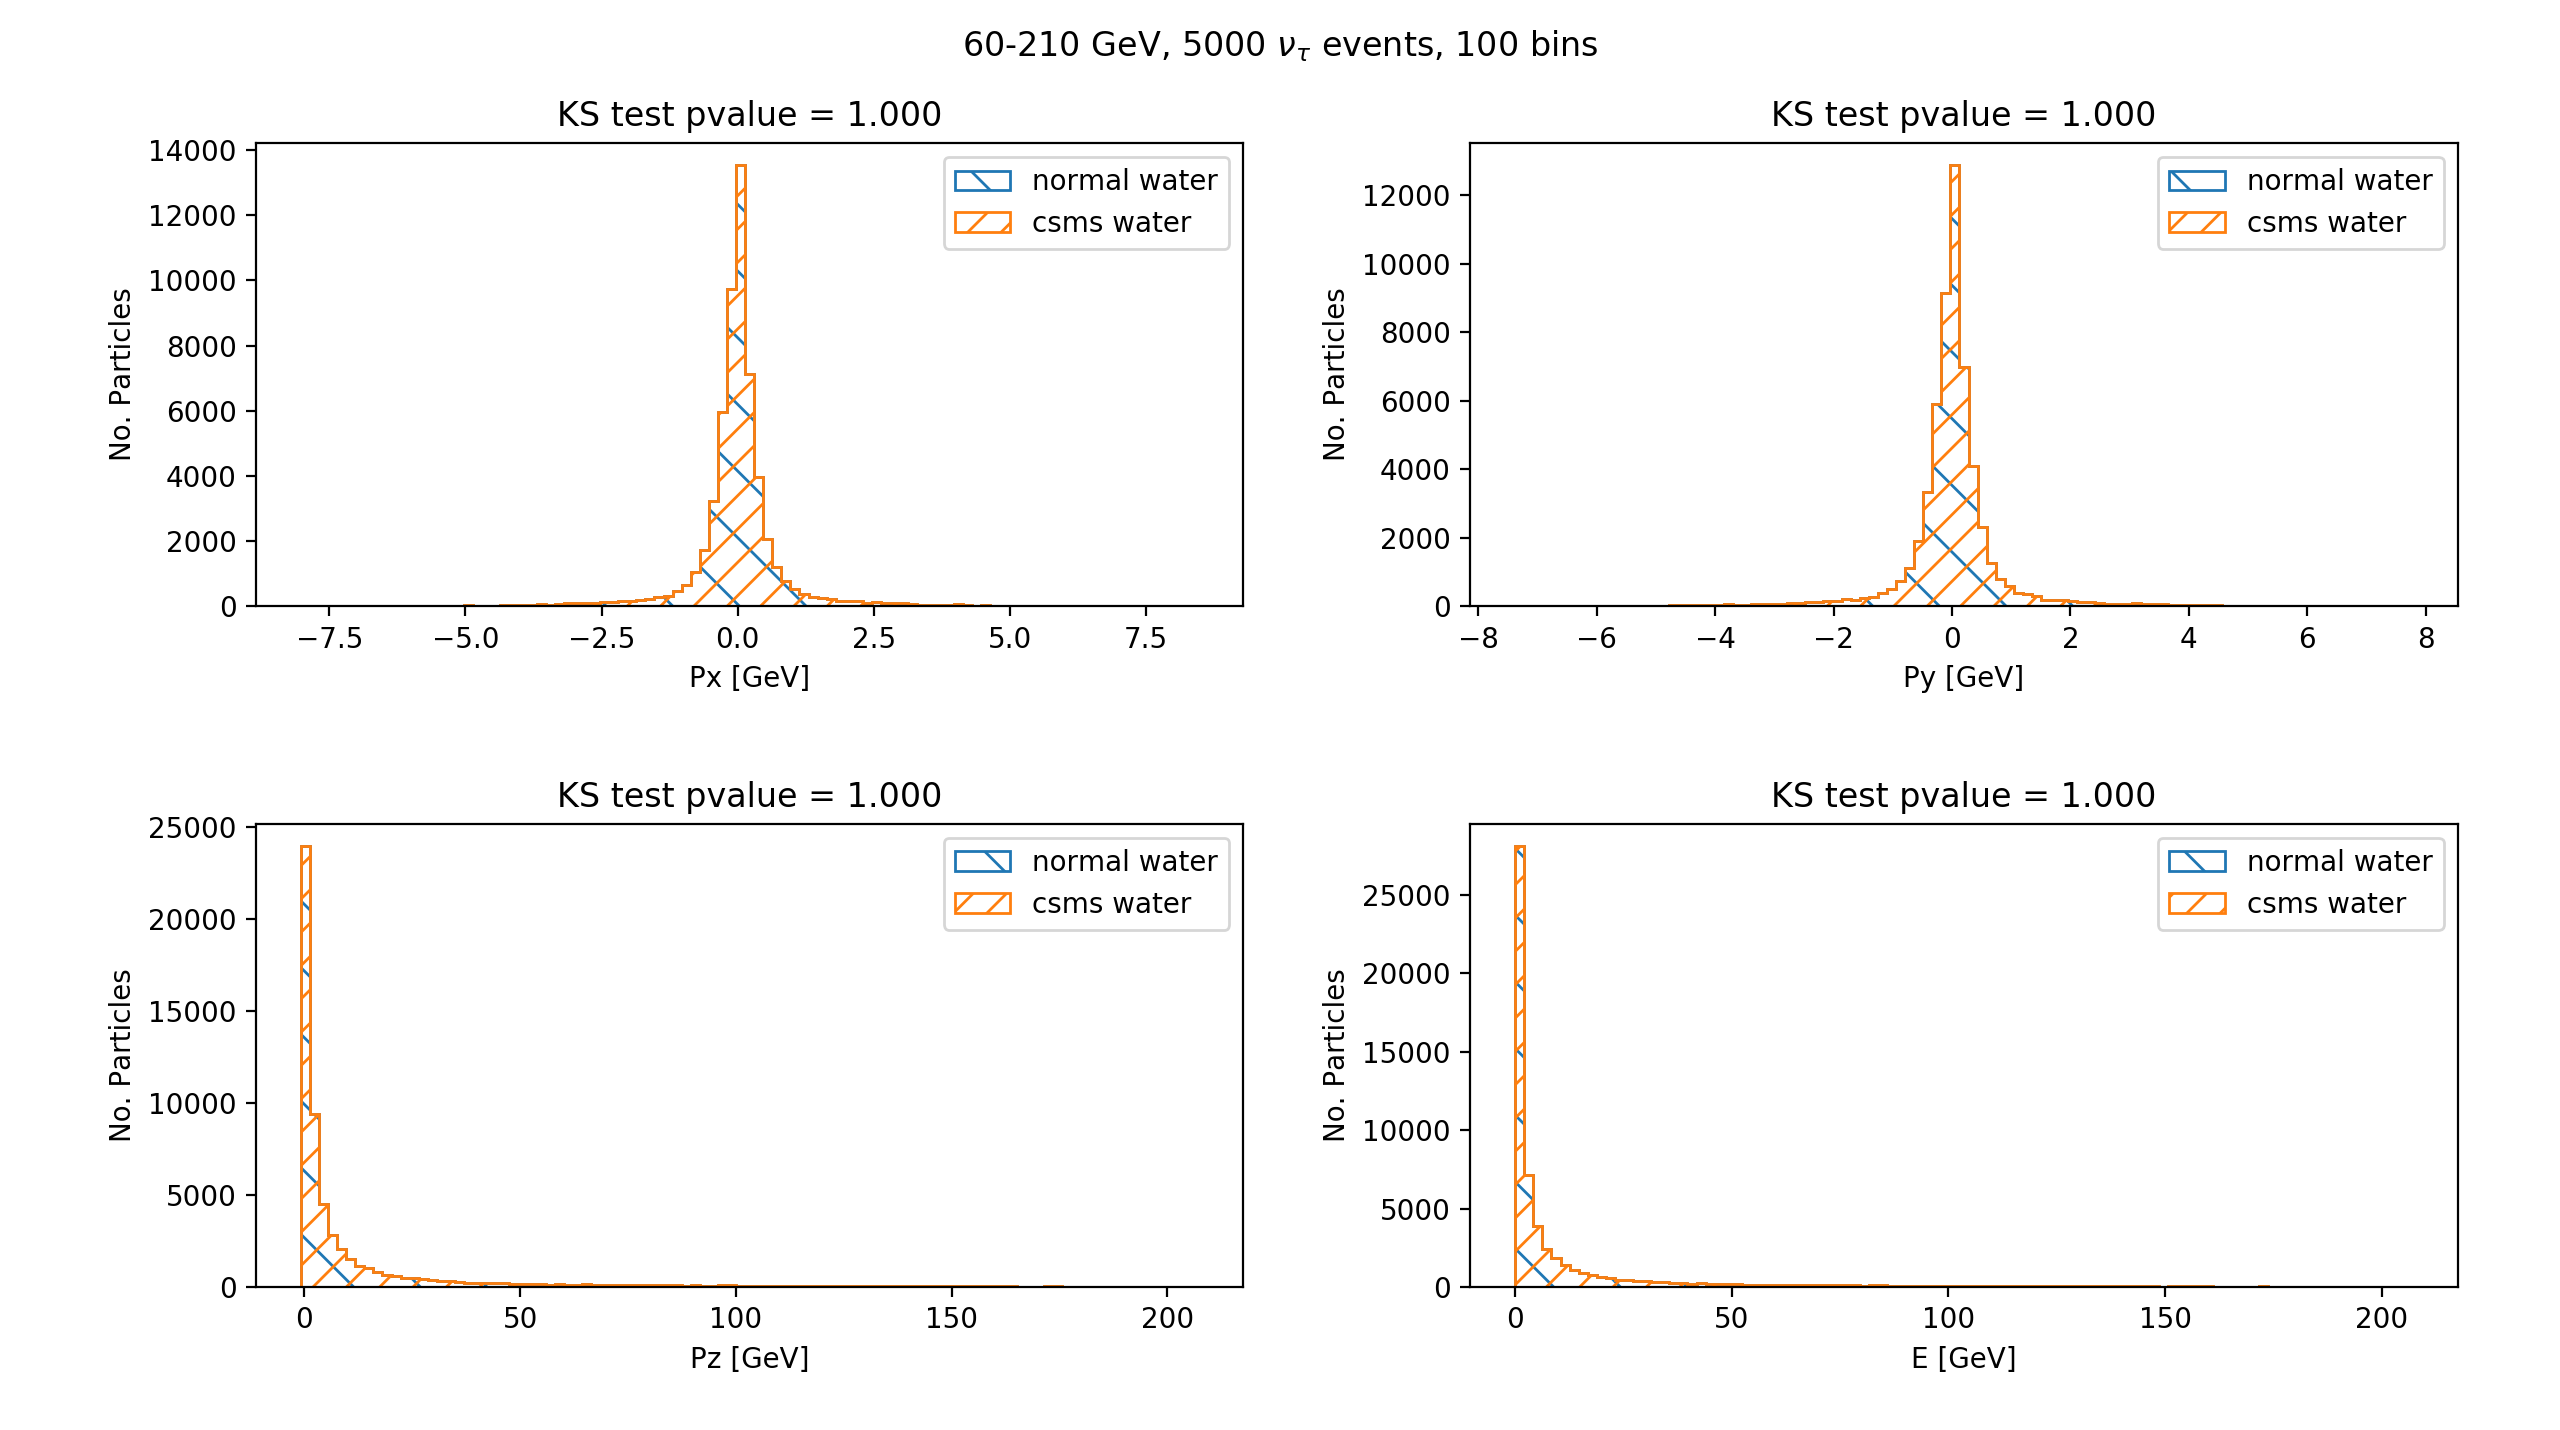 60-210 GeV, 5000 ν_τ events, 100 bins
KS test pvalue = 1.000
14000
12000
10000
8000
6000
4000
2000
0
No. Particles
normal water
csms water
−7.5 −5.0 −2.5 0.0 2.5 5.0 7.5
Px [GeV]
KS test pvalue = 1.000
12000
10000
8000
6000
4000
2000
0
No. Particles
normal water
csms water
−8 −6 −4 −2 0 2 4 6 8
Py [GeV]
KS test pvalue = 1.000
25000
20000
15000
10000
5000
0
No. Particles
normal water
csms water
0 50 100 150 200
Pz [GeV]
KS test pvalue = 1.000
25000
20000
15000
10000
5000
0
No. Particles
normal water
csms water
0 50 100 150 200
E [GeV]